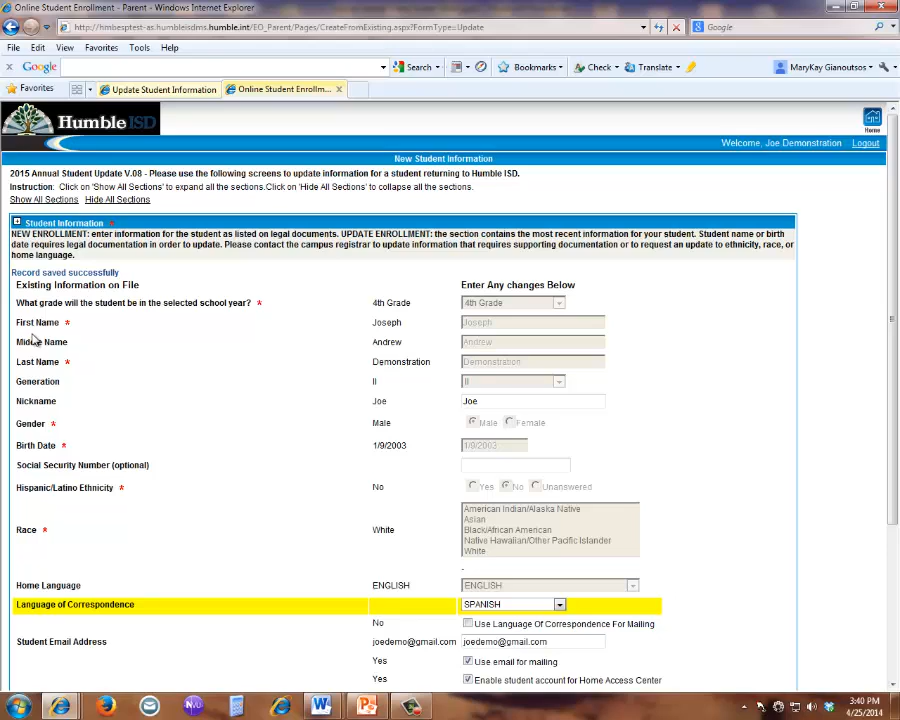 Online Student Enrollment - Parent - Windows Internet Explorer
http://hmbesptest-as.humbleisdms.humble.int/EO_Parent/Pages/CreateFromExisting.aspx?FormType=Update
Google
File Edit View Favorites Tools Help
x Google Search Bookmarks Check Translate MaryKay Gianoutsos
Favorites Update Student Information Online Student Enrollm...
Humble ISD Home
Welcome, Joe Demonstration Logout
New Student Information
2015 Annual Student Update V.08 - Please use the following screens to update information for a student returning to Humble ISD.
Instruction: Click on 'Show All Sections' to expand all the sections.Click on 'Hide All Sections' to collapse all the sections.
Show All Sections Hide All Sections
Student Information *
NEW ENROLLMENT: enter information for the student as listed on legal documents. UPDATE ENROLLMENT: the section contains the most recent information for your student. Student name or birth
date requires legal documentation in order to update. Please contact the campus registrar to update information that requires supporting documentation or to request an update to ethnicity, race, or
home language.
Record saved successfully
Existing Information on File Enter Any changes Below
What grade will the student be in the selected school year? * 4th Grade 4th Grade
First Name * Joseph Joseph
Middle Name Andrew Andrew
Last Name * Demonstration Demonstration
Generation II II
Nickname Joe Joe
Gender * Male Male Female
Birth Date * 1/9/2003 1/9/2003
Social Security Number (optional)
Hispanic/Latino Ethnicity * No Yes No Unanswered
American Indian/Alaska Native
Asian
Race * White Black/African American
Native Hawaiian/Other Pacific Islander
White
-
Home Language ENGLISH ENGLISH
Language of Correspondence SPANISH
No Use Language Of Correspondence For Mailing
Student Email Address joedemo@gmail.com joedemo@gmail.com
Yes Use email for mailing
Yes Enable student account for Home Access Center
3:40 PM
4/25/2014